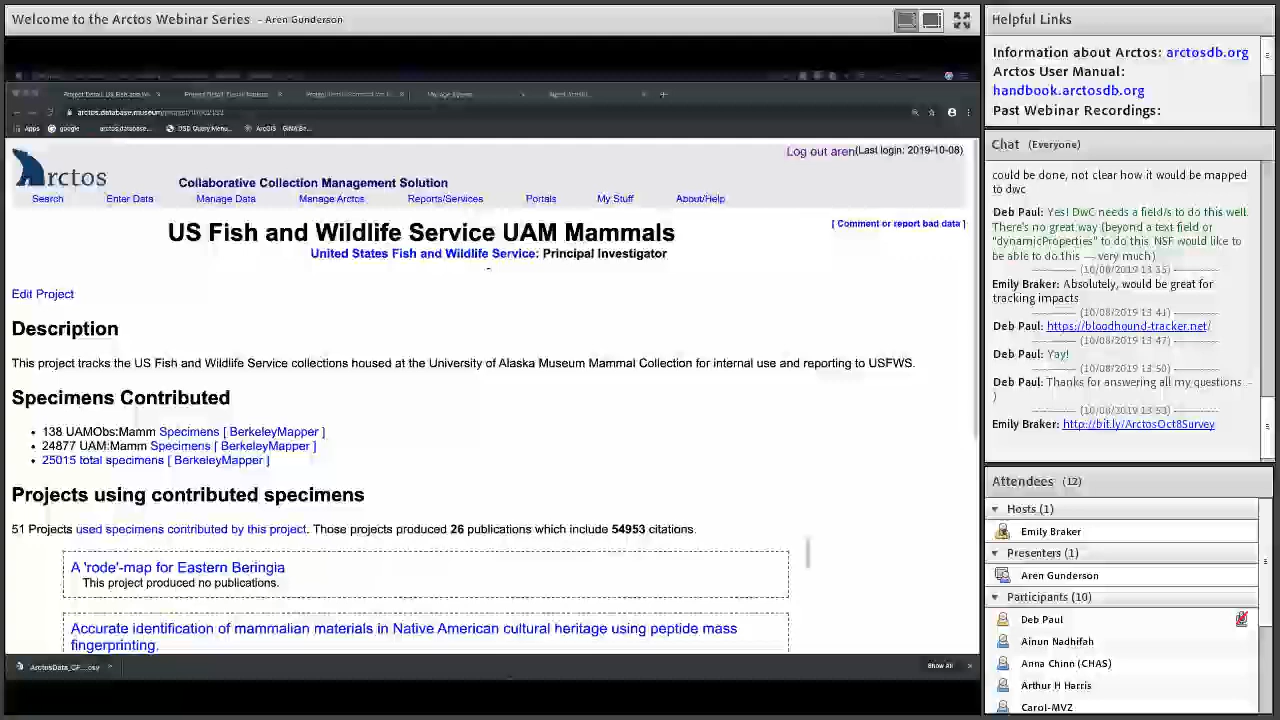 Welcome to the Arctos Webinar Series - Aren Gunderson
Apps google arctos.database... OSD Query Menu... ArcGIS
Log out aren(Last login: 2019-10-08)
Arctos
Collaborative Collection Management Solution
Search Enter Data Manage Data Manage Arctos Reports/Services Portals My Stuff About/Help
US Fish and Wildlife Service UAM Mammals
[ Comment or report bad data ]
United States Fish and Wildlife Service: Principal Investigator
Edit Project
Description
This project tracks the US Fish and Wildlife Service collections housed at the University of Alaska Museum Mammal Collection for internal use and reporting to USFWS.
Specimens Contributed
• 138 UAMObs:Mamm Specimens [ BerkeleyMapper ]
• 24877 UAM:Mamm Specimens [ BerkeleyMapper ]
• 25015 total specimens [ BerkeleyMapper ]
Projects using contributed specimens
51 Projects used specimens contributed by this project. Those projects produced 26 publications which include 54953 citations.
A 'rode'-map for Eastern Beringia
This project produced no publications.
Accurate identification of mammalian materials in Native American cultural heritage using peptide mass
fingerprinting.
Show All
Helpful Links
Information about Arctos: arctosdb.org
Arctos User Manual:
handbook.arctosdb.org
Past Webinar Recordings:
Chat (Everyone)
could be done, not clear how it would be mapped
to dwc
Deb Paul: Yes! DwC needs a field/s to do this well.
There's no great way (beyond a text field or
"dynamicProperties" to do this. NSF would like to
be able to do this — very much)
(10/08/2019 13:35)
Emily Braker: Absolutely, would be great for
tracking impacts
(10/08/2019 13:41)
Deb Paul: https://bloodhound-tracker.net/
(10/08/2019 13:47)
Deb Paul: Yay!
(10/08/2019 13:50)
Deb Paul: Thanks for answering all my questions -
)
(10/08/2019 13:53)
Emily Braker: http://bit.ly/ArctosOct8Survey
Attendees (12)
Hosts (1)
Emily Braker
Presenters (1)
Aren Gunderson
Participants (10)
Deb Paul
Ainun Nadhifah
Anna Chinn (CHAS)
Arthur H Harris
Carol-MVZ